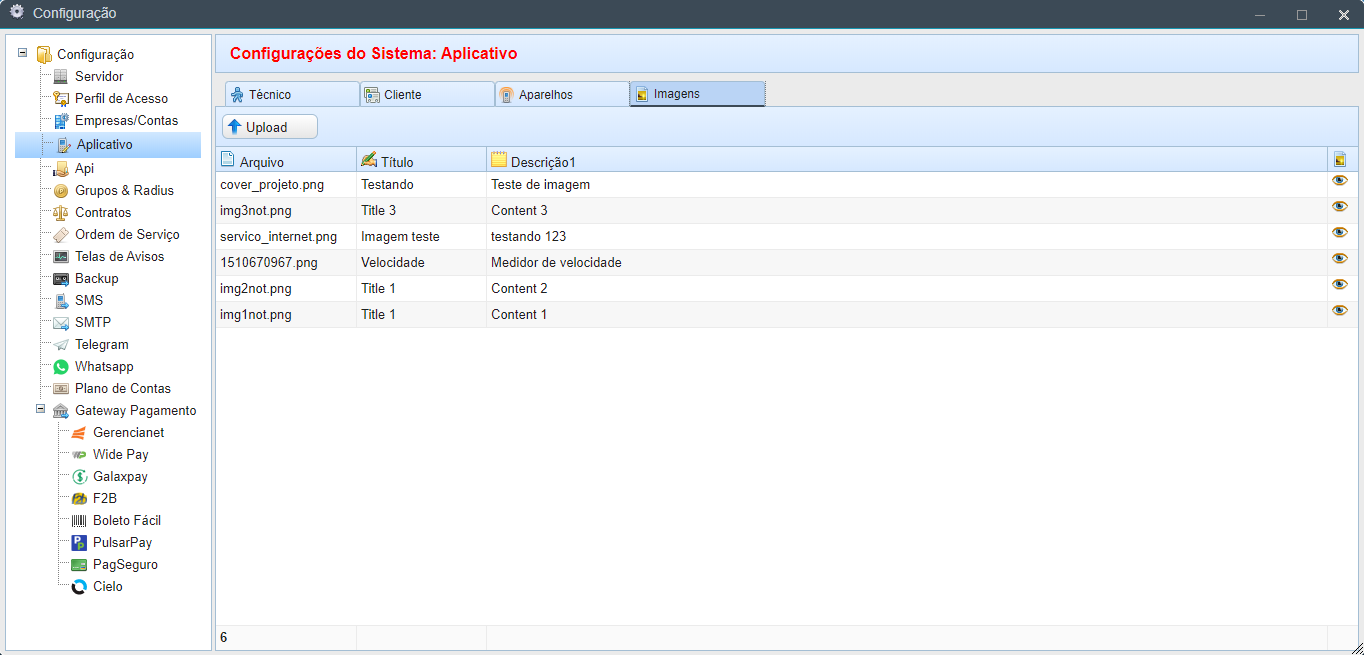 Configuração
Configuração
Servidor
Perfil de Acesso
Empresas/Contas
Aplicativo
Api
Grupos & Radius
Contratos
Ordem de Serviço
Telas de Avisos
Backup
SMS
SMTP
Telegram
Whatsapp
Plano de Contas
Gateway Pagamento
Gerencianet
Wide Pay
Galaxpay
F2B
Boleto Fácil
PulsarPay
PagSeguro
Cielo
Configurações do Sistema: Aplicativo
Técnico Cliente Aparelhos Imagens
Upload
Arquivo Título Descrição1
cover_projeto.png Testando Teste de imagem
img3not.png Title 3 Content 3
servico_internet.png Imagem teste testando 123
1510670967.png Velocidade Medidor de velocidade
img2not.png Title 1 Content 2
img1not.png Title 1 Content 1
6